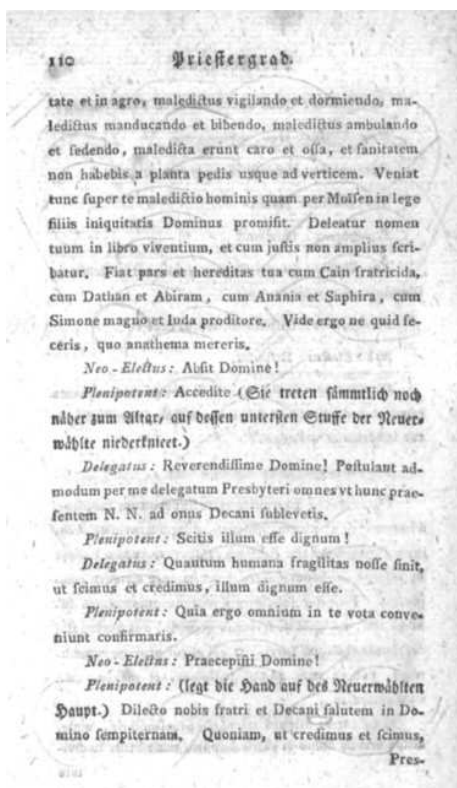 110 Priestergrad.
tate et in agro, maledictus vigilando et dormiendo, ma-
ledictus manducando et bibendo, maledictus ambulando
et ſedendo, maledicta erunt caro et oſſa, et ſanitatem
non habebis a planta pedis usque ad verticem. Veniat
tunc ſuper te maledictio hominis quam per Moiſen in lege
filiis iniquitatis Dominus promiſit. Deleatur nomen
tuum in libro viventium, et cum juſtis non amplius ſcri-
batur. Fiat pars et hereditas tua cum Cain fratricida,
cum Dathan et Abiram, cum Anania et Saphira, cum
Simone magno et Iuda proditore. Vide ergo ne quid fe-
ceris, quo anathema mereris.
Neo-Electus: Abſit Domine!
Plenipotent: Accedite (Sie treten ſämmtlich noch
näher zum Altar, auf deſſen unterſten Stuffe der Neuer-
wählte niederknieet.)
Delegatus: Reverendiſſime Domine! Poſtulant ad-
modum per me delegatum Presbyteri omnes vt hunc prae-
ſentem N. N. ad onus Decani ſublevetis.
Plenipotent: Scitis illum eſſe dignum!
Delegatus: Quantum humana fragilitas noſſe ſinit,
ut ſcimus et credimus, illum dignum eſſe.
Plenipotent: Quia ergo omnium in te vota conve-
niunt confirmaris.
Neo-Electus: Praecepiſti Domine!
Plenipotent: (legt die Hand auf des Neuerwählten
Haupt.) Dilecto nobis fratri et Decani ſalutem in Do-
mino ſempiternam. Quoniam, ut credimus et ſcimus,
Pres-